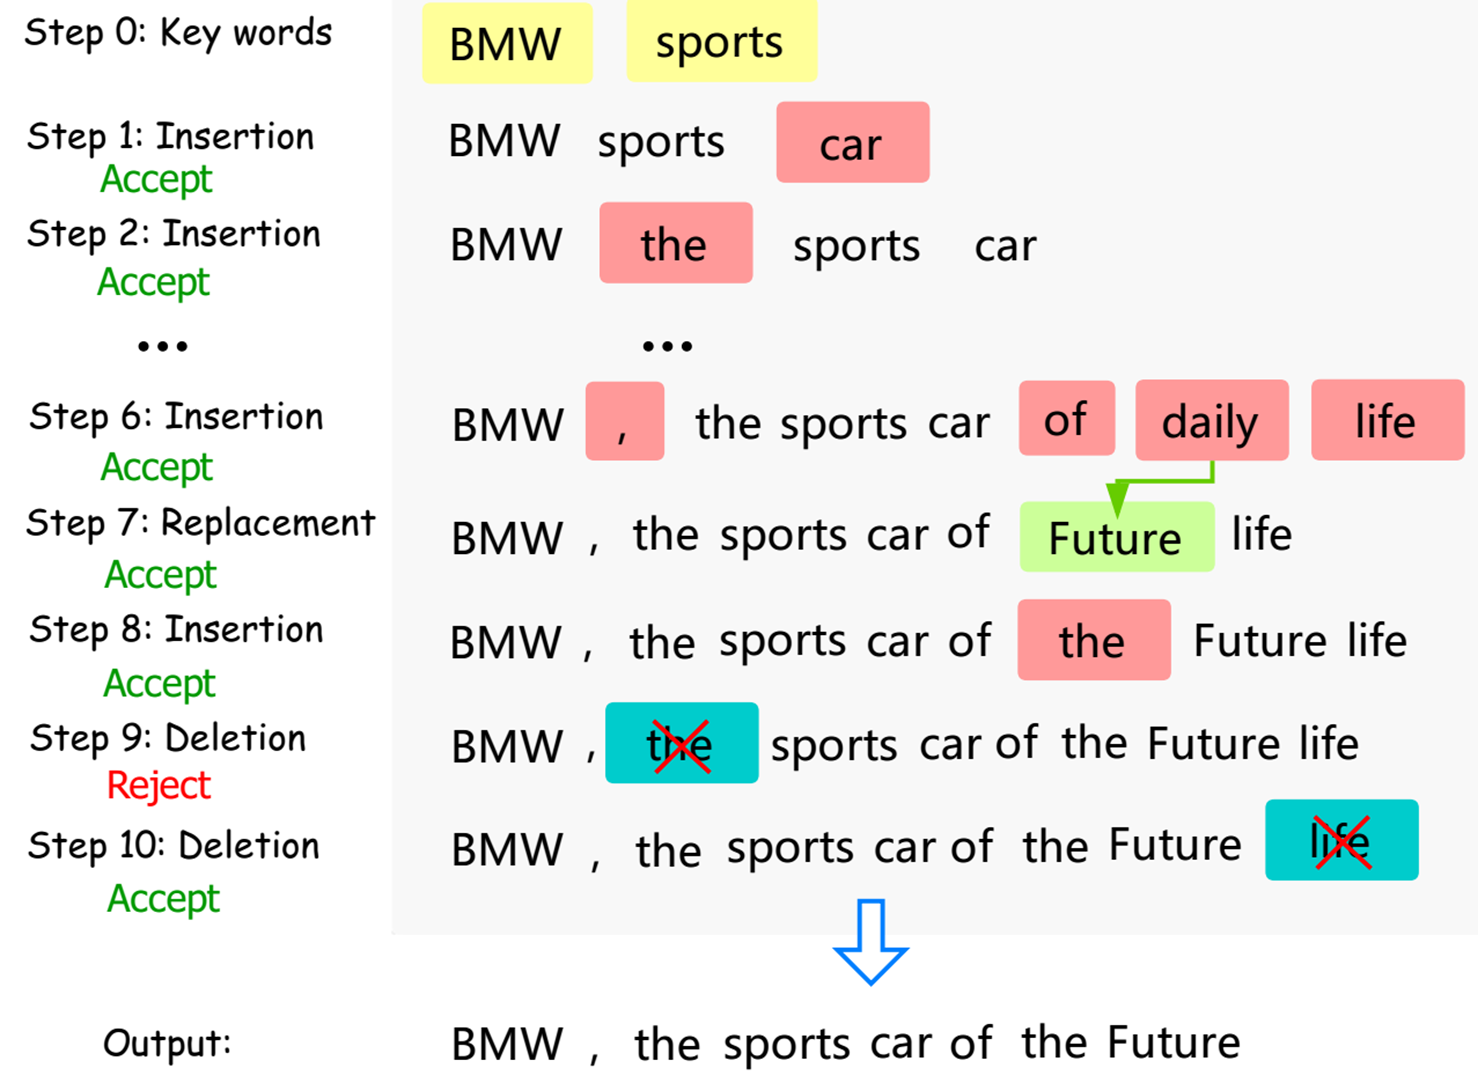 Step 0: Key words BMW sports
Step 1: Insertion BMW sports car
Accept
Step 2: Insertion BMW the sports car
Accept
... ...
Step 6: Insertion BMW , the sports car of daily life
Accept
Step 7: Replacement BMW , the sports car of Future life
Accept
Step 8: Insertion BMW , the sports car of the Future life
Accept
Step 9: Deletion BMW , the sports car of the Future life
Reject
Step 10: Deletion BMW , the sports car of the Future life
Accept
Output: BMW , the sports car of the Future